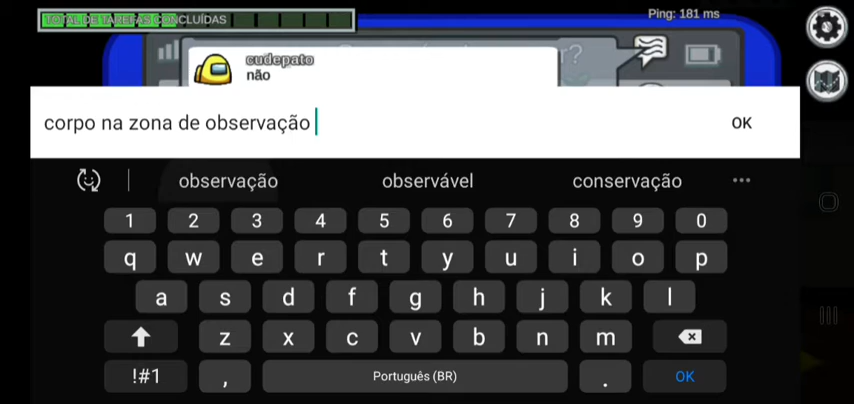 TOTAL DE TAREFAS CONCLUÍDAS
Ping: 181 ms
r?
cudepato
não
corpo na zona de observação
OK
observação observável conservação
1 2 3 4 5 6 7 8 9 0
q w e r t y u i o p
a s d f g h j k l
z x c v b n m
!#1 , Português (BR) . OK